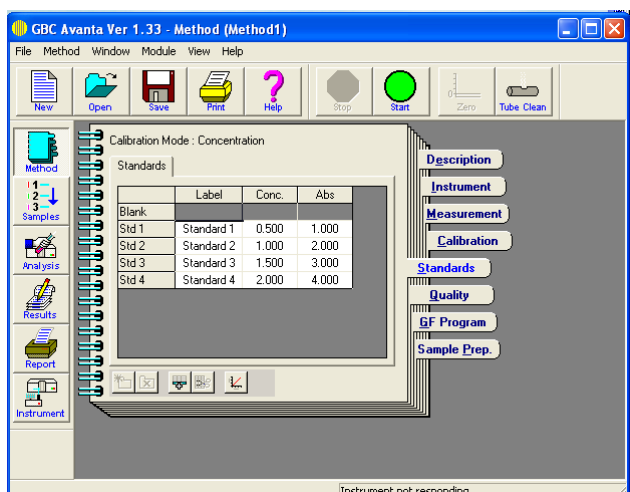 GBC Avanta Ver 1.33 - Method (Method1)
File Method Window Module View Help
New Open Save Print Help Stop Start Zero Tube Clean
Method
Samples
Analysis
Results
Report
Instrument
Calibration Mode : Concentration
Standards
Label Conc. Abs
Blank
Std 1 Standard 1 0.500 1.000
Std 2 Standard 2 1.000 2.000
Std 3 Standard 3 1.500 3.000
Std 4 Standard 4 2.000 4.000
Description
Instrument
Measurement
Calibration
Standards
Quality
GF Program
Sample Prep.
Instrument not responding